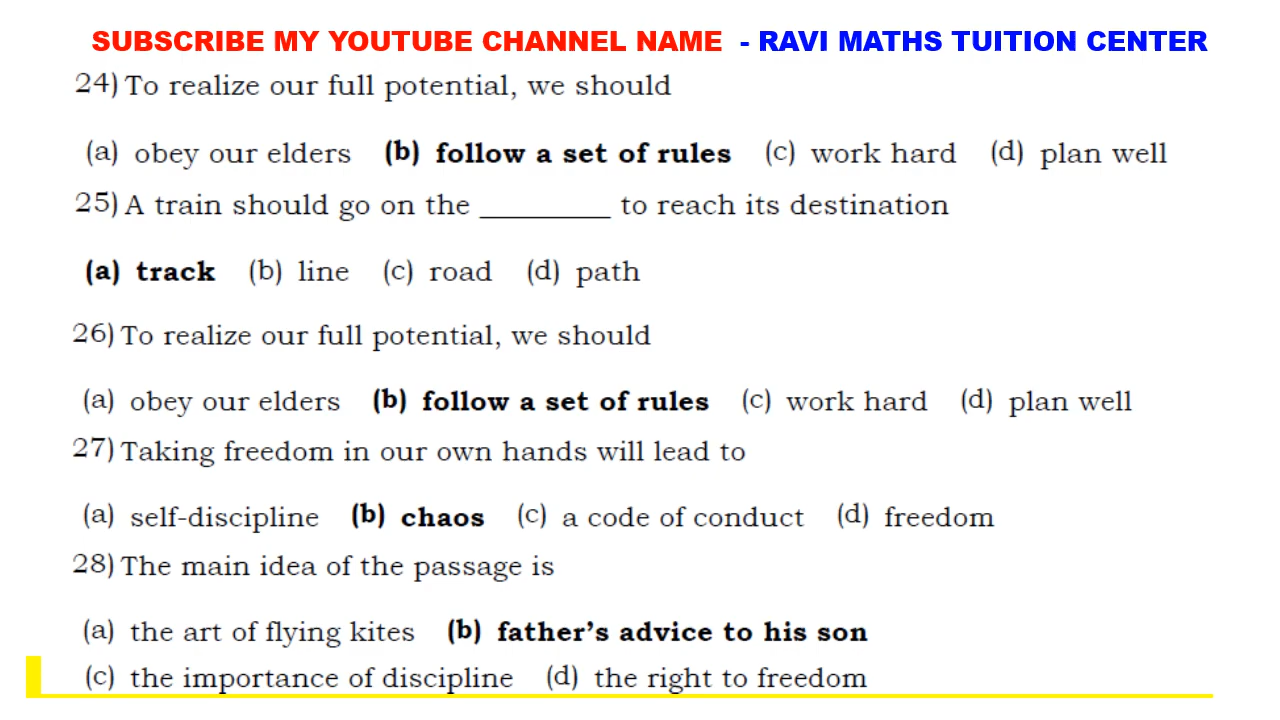 SUBSCRIBE MY YOUTUBE CHANNEL NAME - RAVI MATHS TUITION CENTER
24) To realize our full potential, we should
(a) obey our elders (b) follow a set of rules (c) work hard (d) plan well
25) A train should go on the _________ to reach its destination
(a) track (b) line (c) road (d) path
26) To realize our full potential, we should
(a) obey our elders (b) follow a set of rules (c) work hard (d) plan well
27) Taking freedom in our own hands will lead to
(a) self-discipline (b) chaos (c) a code of conduct (d) freedom
28) The main idea of the passage is
(a) the art of flying kites (b) father’s advice to his son
(c) the importance of discipline (d) the right to freedom